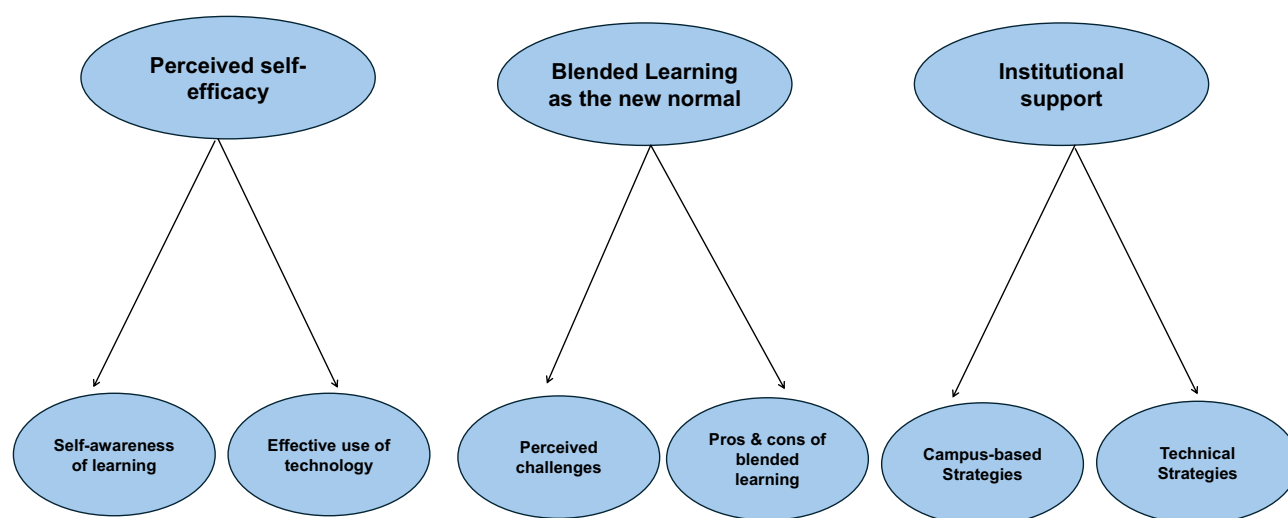 Perceived self-
efficacy
Blended Learning
as the new normal
Institutional
support
Self-awareness
of learning
Effective use of
technology
Perceived
challenges
Pros & cons of
blended
learning
Campus-based
Strategies
Technical
Strategies